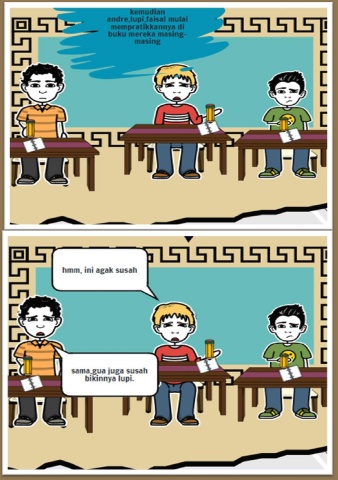 kemudian
andre,lupi,faisal mulai
mempratikkannya di
buku mereka masing-
masing
hmm, ini agak susah
sama,gua juga susah
bikinnya lupi.